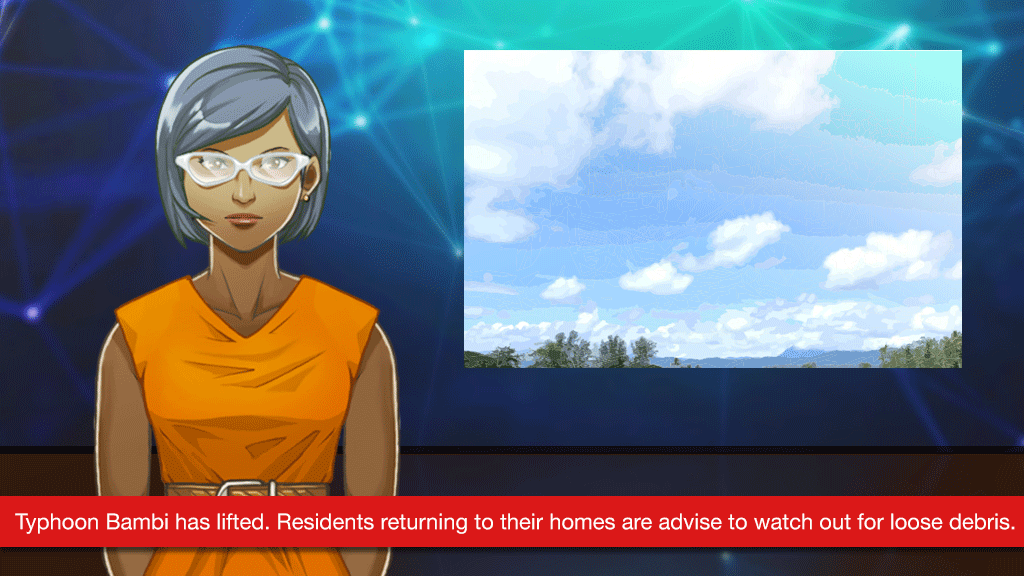 Typhoon Bambi has lifted. Residents returning to their homes are advise to watch out for loose debris.